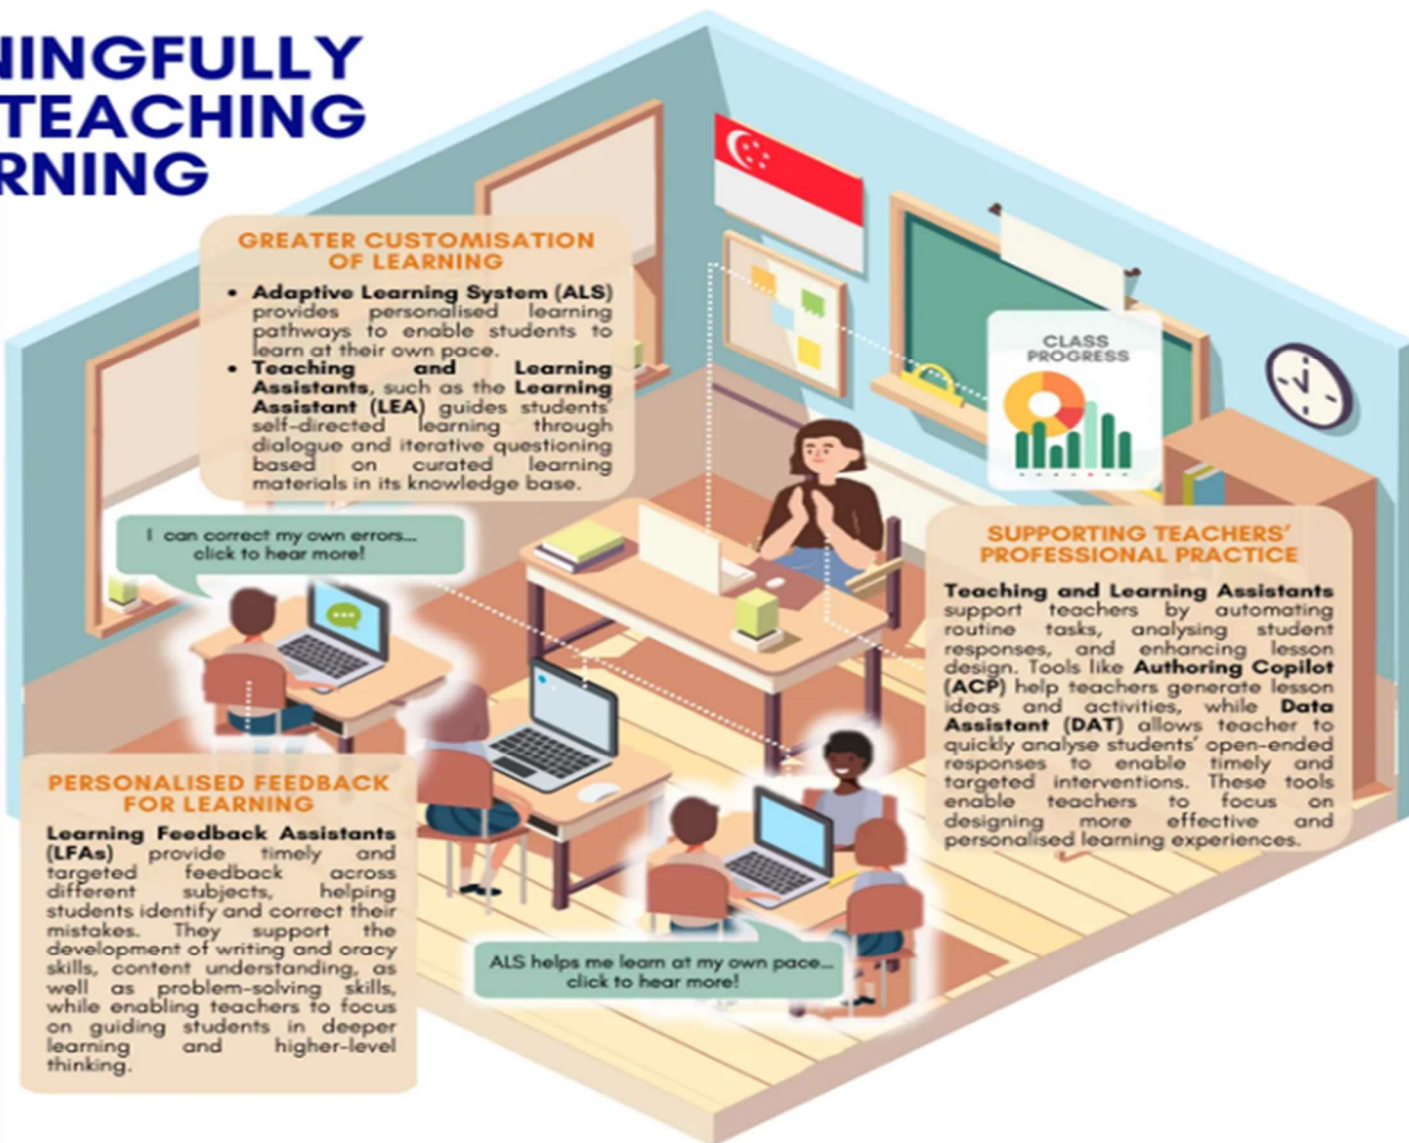 NINGFULLY
TEACHING
RNING
GREATER CUSTOMISATION
OF LEARNING
• Adaptive Learning System (ALS)
provides personalised learning
pathways to enable students to
learn at their own pace.
• Teaching and Learning
Assistants, such as the Learning
Assistant (LEA) guides students'
self-directed learning through
dialogue and iterative questioning
based on curated learning
materials in its knowledge base.
I can correct my own errors...
click to hear more!
CLASS
PROGRESS
SUPPORTING TEACHERS'
PROFESSIONAL PRACTICE
Teaching and Learning Assistants
support teachers by automating
routine tasks, analysing student
responses, and enhancing lesson
design. Tools like Authoring Copilot
(ACP) help teachers generate lesson
ideas and activities, while Data
Assistant (DAT) allows teacher to
quickly analyse students' open-ended
responses to enable timely and
targeted interventions. These tools
enable teachers to focus on
designing more effective and
personalised learning experiences.
PERSONALISED FEEDBACK
FOR LEARNING
Learning Feedback Assistants
(LFAs) provide timely and
targeted feedback across
different subjects, helping
students identify and correct their
mistakes. They support the
development of writing and oracy
skills, content understanding, as
well as problem-solving skills,
while enabling teachers to focus
on guiding students in deeper
learning and higher-level
thinking.
ALS helps me learn at my own pace...
click to hear more!